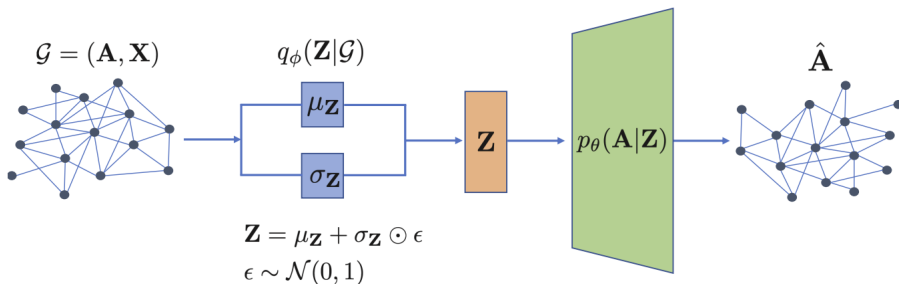 𝒢 = (𝐀, 𝐗)
q_ϕ(𝐙|𝒢)
μ_𝐙
σ_𝐙
𝐙 = μ_𝐙 + σ_𝐙 ⊙ ϵ
ϵ ∼ 𝒩(0, 1)
𝐙
p_θ(𝐀|𝐙)
𝐀̂